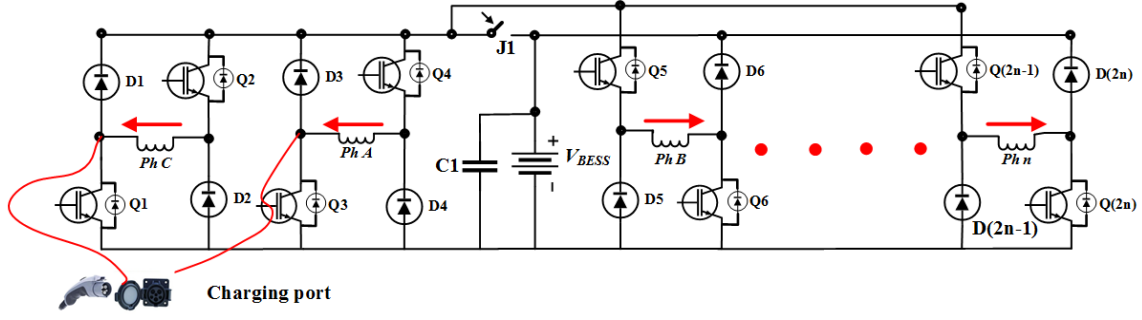 J1
D1
Q2
D3
Q4
Q5
D6
Q(2n-1)
D(2n)
Ph C
Ph A
C1
+
V_BESS
−
Ph B
Ph n
Q1
D2
Q3
D4
D5
Q6
D(2n-1)
Q(2n)
Charging port